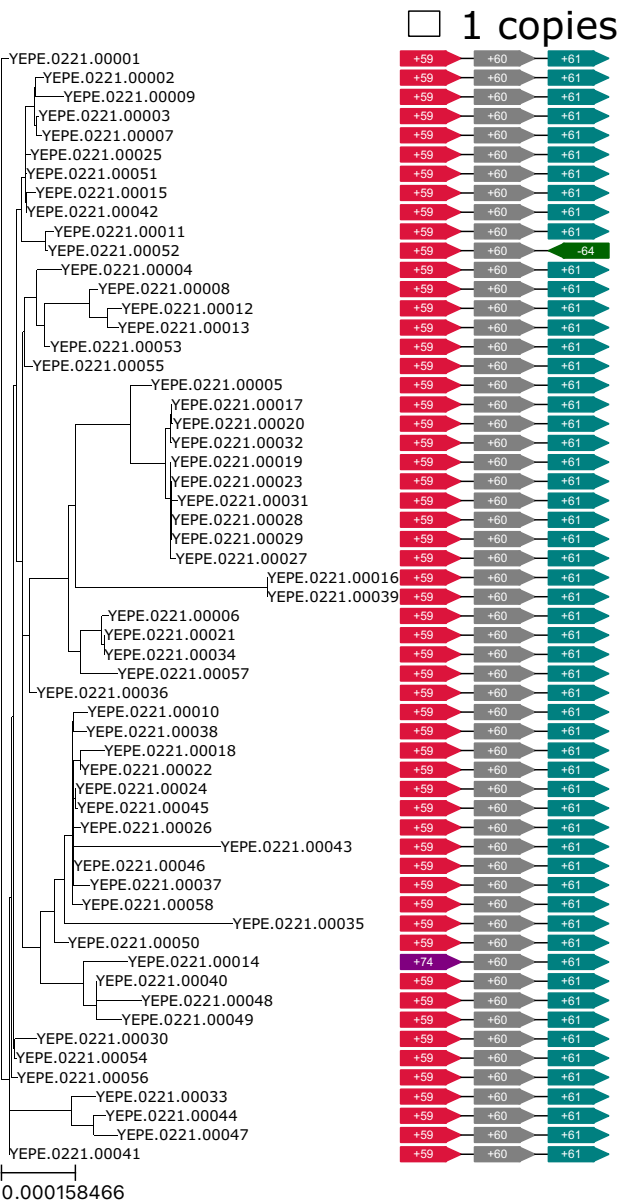 1 copies
YEPE.0221.00001 +59 +60 +61
YEPE.0221.00002 +59 +60 +61
YEPE.0221.00009 +59 +60 +61
YEPE.0221.00003 +59 +60 +61
YEPE.0221.00007 +59 +60 +61
YEPE.0221.00025 +59 +60 +61
YEPE.0221.00051 +59 +60 +61
YEPE.0221.00015 +59 +60 +61
YEPE.0221.00042 +59 +60 +61
YEPE.0221.00011 +59 +60 +61
YEPE.0221.00052 +59 +60 -64
YEPE.0221.00004 +59 +60 +61
YEPE.0221.00008 +59 +60 +61
YEPE.0221.00012 +59 +60 +61
YEPE.0221.00013 +59 +60 +61
YEPE.0221.00053 +59 +60 +61
YEPE.0221.00055 +59 +60 +61
YEPE.0221.00005 +59 +60 +61
YEPE.0221.00017 +59 +60 +61
YEPE.0221.00020 +59 +60 +61
YEPE.0221.00032 +59 +60 +61
YEPE.0221.00019 +59 +60 +61
YEPE.0221.00023 +59 +60 +61
YEPE.0221.00031 +59 +60 +61
YEPE.0221.00028 +59 +60 +61
YEPE.0221.00029 +59 +60 +61
YEPE.0221.00027 +59 +60 +61
YEPE.0221.00016 +59 +60 +61
YEPE.0221.00039 +59 +60 +61
YEPE.0221.00006 +59 +60 +61
YEPE.0221.00021 +59 +60 +61
YEPE.0221.00034 +59 +60 +61
YEPE.0221.00057 +59 +60 +61
YEPE.0221.00036 +59 +60 +61
YEPE.0221.00010 +59 +60 +61
YEPE.0221.00038 +59 +60 +61
YEPE.0221.00018 +59 +60 +61
YEPE.0221.00022 +59 +60 +61
YEPE.0221.00024 +59 +60 +61
YEPE.0221.00045 +59 +60 +61
YEPE.0221.00026 +59 +60 +61
YEPE.0221.00043 +59 +60 +61
YEPE.0221.00046 +59 +60 +61
YEPE.0221.00037 +59 +60 +61
YEPE.0221.00058 +59 +60 +61
YEPE.0221.00035 +59 +60 +61
YEPE.0221.00050 +59 +60 +61
YEPE.0221.00014 +74 +60 +61
YEPE.0221.00040 +59 +60 +61
YEPE.0221.00048 +59 +60 +61
YEPE.0221.00049 +59 +60 +61
YEPE.0221.00030 +59 +60 +61
YEPE.0221.00054 +59 +60 +61
YEPE.0221.00056 +59 +60 +61
YEPE.0221.00033 +59 +60 +61
YEPE.0221.00044 +59 +60 +61
YEPE.0221.00047 +59 +60 +61
YEPE.0221.00041 +59 +60 +61
0.000158466